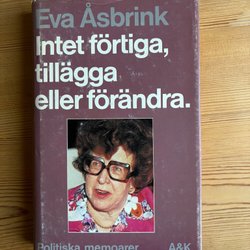 Eva Åsbrink
Intet förtiga,
tillägga
eller förändra.
Politiska memoarer A&K